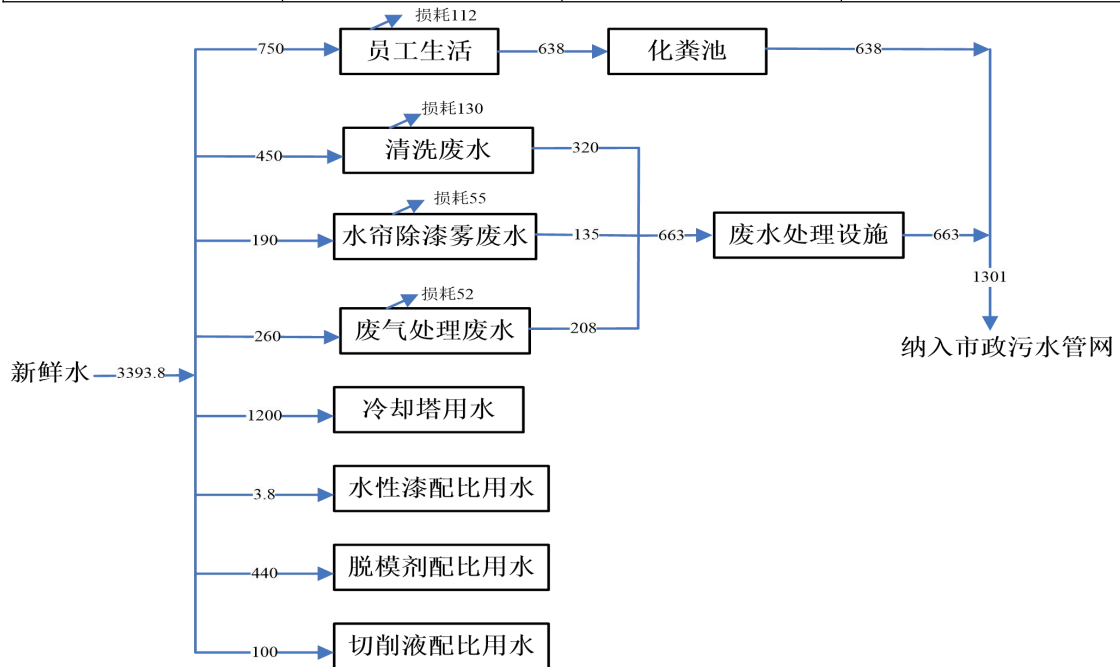 损耗112
750
员工生活
638
化粪池
638
损耗130
450
清洗废水
320
损耗55
190
水帘除漆雾废水
135
663
废水处理设施
663
1301
损耗52
260
废气处理废水
208
纳入市政污水管网
新鲜水
3393.8
1200
冷却塔用水
3.8
水性漆配比用水
440
脱模剂配比用水
100
切削液配比用水